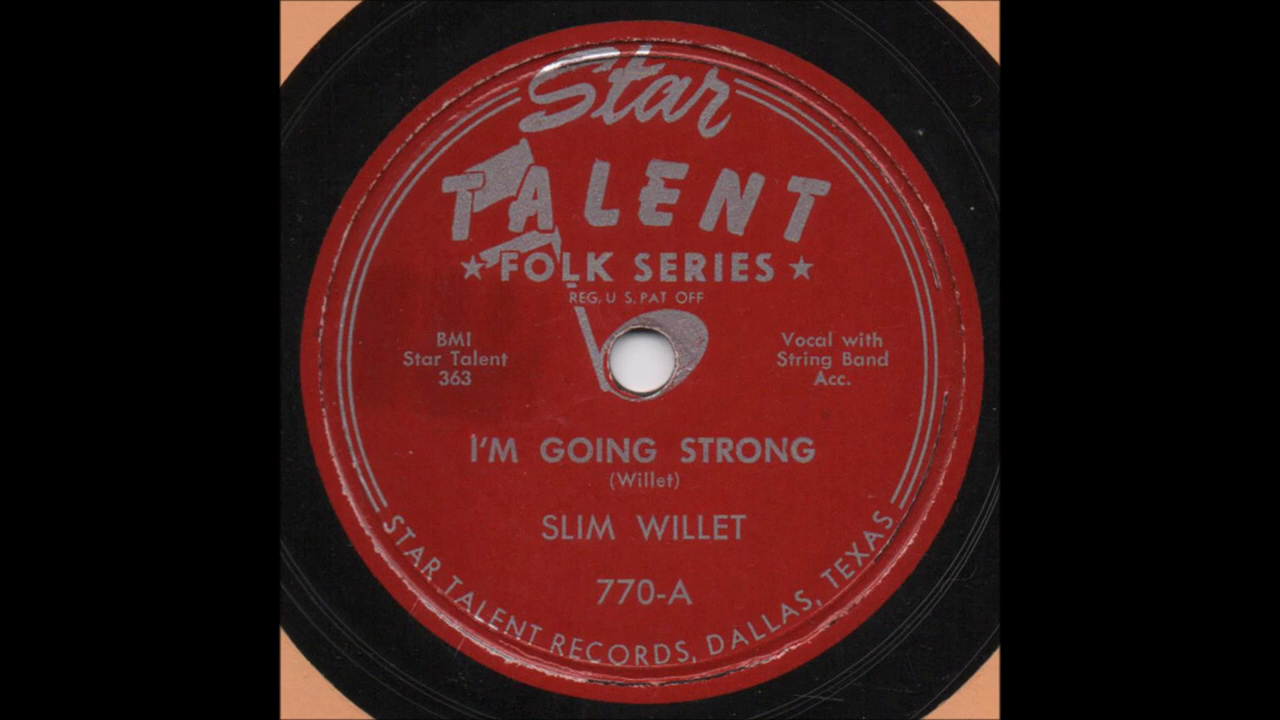 Star
TALENT
★ FOLK SERIES ★
REG. U S. PAT OFF
BMI
Star Talent
363
Vocal with
String Band
Acc.
I'M GOING STRONG
(Willet)
SLIM WILLET
770-A
STAR TALENT RECORDS, DALLAS, TEXAS